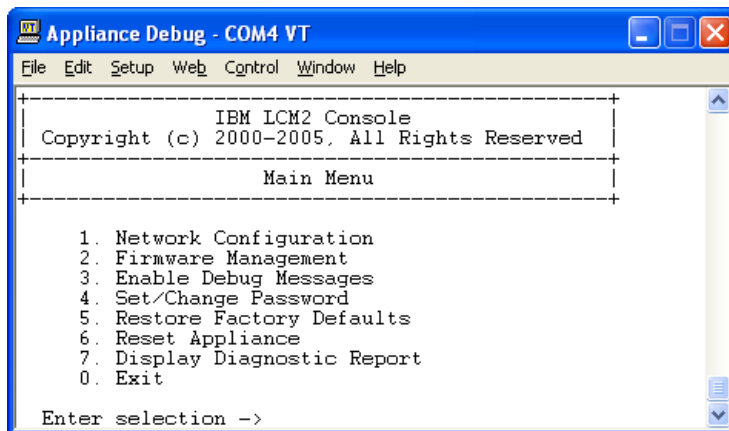 Appliance Debug - COM4 VT
File Edit Setup Web Control Window Help
IBM LCM2 Console
Copyright (c) 2000-2005, All Rights Reserved
Main Menu
1. Network Configuration
2. Firmware Management
3. Enable Debug Messages
4. Set/Change Password
5. Restore Factory Defaults
6. Reset Appliance
7. Display Diagnostic Report
0. Exit
Enter selection ->